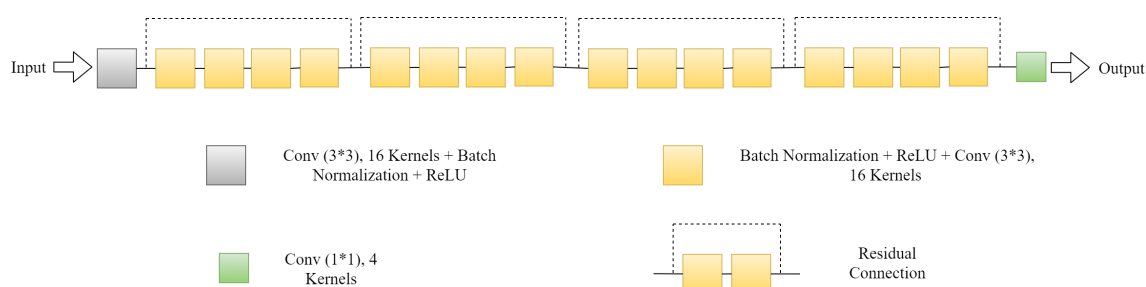 Input
Output
Conv (3*3), 16 Kernels + Batch
Normalization + ReLU
Batch Normalization + ReLU + Conv (3*3),
16 Kernels
Conv (1*1), 4
Kernels
Residual
Connection